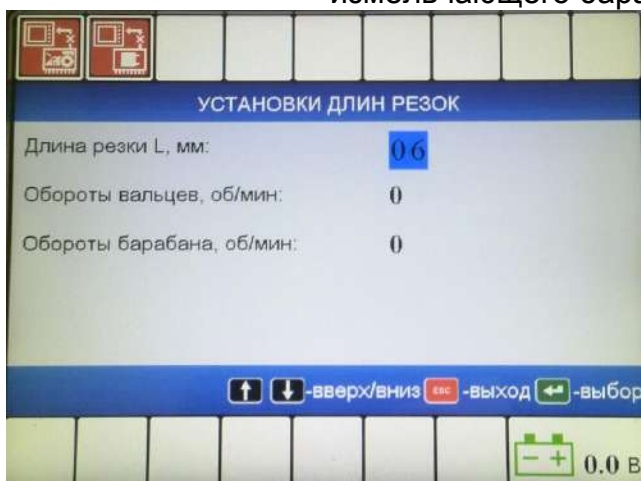 УСТАНОВКИ ДЛИН РЕЗОК
Длина резки L, мм: 06
Обороты вальцев, об/мин: 0
Обороты барабана, об/мин: 0
-вверх/вниз ESC -выход -выбор
- + 0.0 В